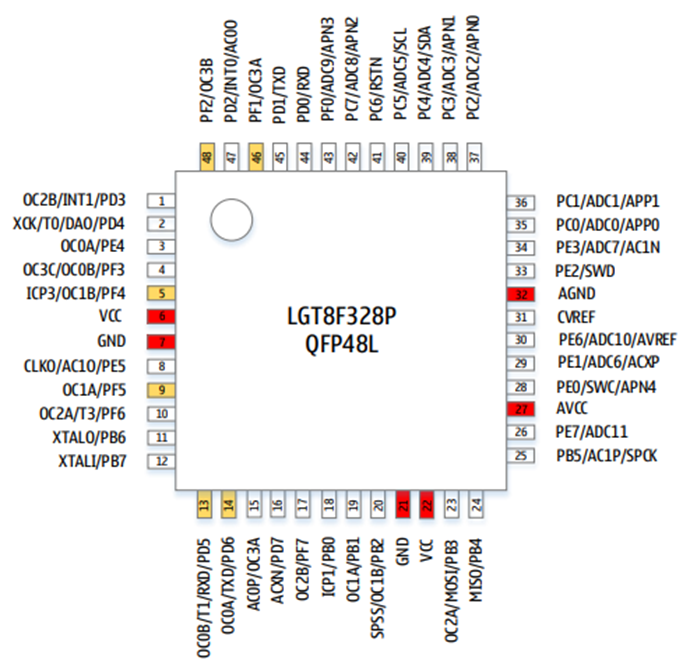 PF2/OC3B
PD2/INT0/AC0O
PF1/OC3A
PD1/TXD
PD0/RXD
PF0/ADC9/APN3
PC7/ADC8/APN2
PC6/RSTN
PC5/ADC5/SCL
PC4/ADC4/SDA
PC3/ADC3/APN1
PC2/ADC2/APN0
48
47
46
45
44
43
42
41
40
39
38
37
OC2B/INT1/PD3 1
XCK/T0/DAO/PD4 2
OC0A/PE4 3
OC3C/OC0B/PF3 4
ICP3/OC1B/PF4 5
VCC 6
GND 7
CLKO/AC1O/PE5 8
OC1A/PF5 9
OC2A/T3/PF6 10
XTALO/PB6 11
XTALI/PB7 12
LGT8F328P
QFP48L
36 PC1/ADC1/APP1
35 PC0/ADC0/APP0
34 PE3/ADC7/AC1N
33 PE2/SWD
32 AGND
31 CVREF
30 PE6/ADC10/AVREF
29 PE1/ADC6/ACXP
28 PE0/SWC/APN4
27 AVCC
26 PE7/ADC11
25 PB5/AC1P/SPCK
13
14
15
16
17
18
19
20
21
22
23
24
OC0B/T1/RXD/PD5
OC0A/TXD/PD6
AC0P/OC3A
ACXN/PD7
OC2B/PF7
ICP1/PB0
OC1A/PB1
SPSS/OC1B/PB2
GND
VCC
OC2A/MOSI/PB3
MISO/PB4